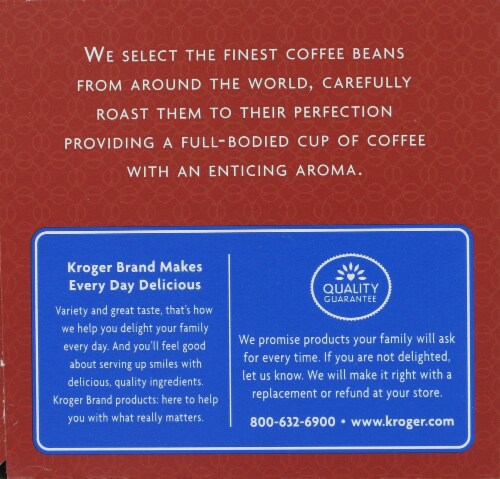 WE SELECT THE FINEST COFFEE BEANS
FROM AROUND THE WORLD, CAREFULLY
ROAST THEM TO THEIR PERFECTION
PROVIDING A FULL-BODIED CUP OF COFFEE
WITH AN ENTICING AROMA.
Kroger Brand Makes
Every Day Delicious
Variety and great taste, that's how
we help you delight your family
every day. And you'll feel good
about serving up smiles with
delicious, quality ingredients.
Kroger Brand products: here to help
you with what really matters.
QUALITY
GUARANTEE
We promise products your family will ask
for every time. If you are not delighted,
let us know. We will make it right with a
replacement or refund at your store.
800-632-6900 • www.kroger.com